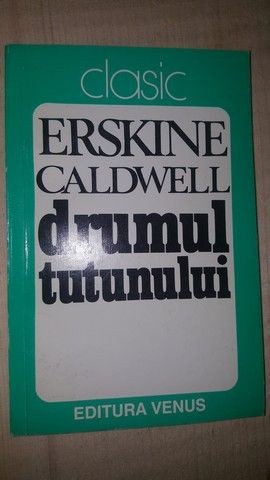 clasic
ERSKINE
CALDWELL
drumul
tutunului
EDITURA VENUS